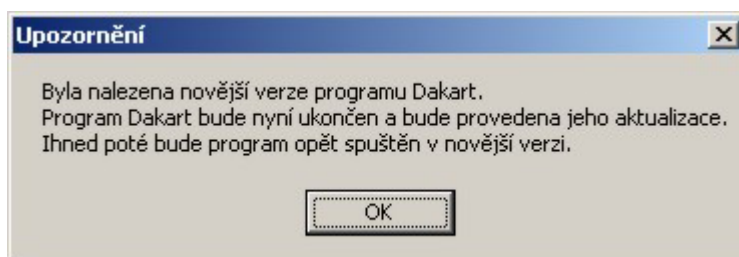 Upozornění
Byla nalezena novější verze programu Dakart.
Program Dakart bude nyní ukončen a bude provedena jeho aktualizace.
Ihned poté bude program opět spuštěn v novější verzi.
OK